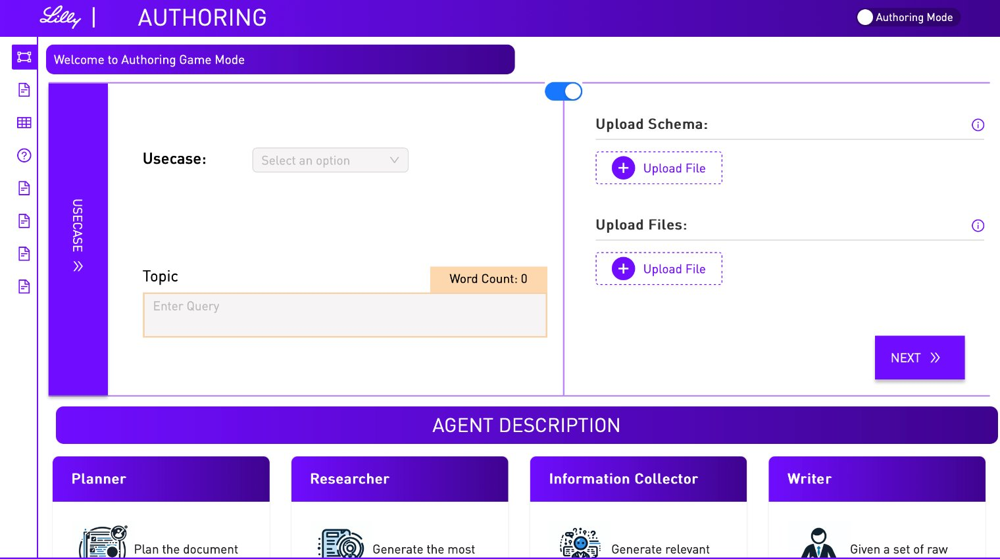 Lilly AUTHORING Authoring Mode
Welcome to Authoring Game Mode
USECASE
Usecase: Select an option
Topic Word Count: 0
Enter Query
Upload Schema:
Upload File
Upload Files:
Upload File
NEXT
AGENT DESCRIPTION
Planner Researcher Information Collector Writer
Plan the document Generate the most Generate relevant Given a set of raw